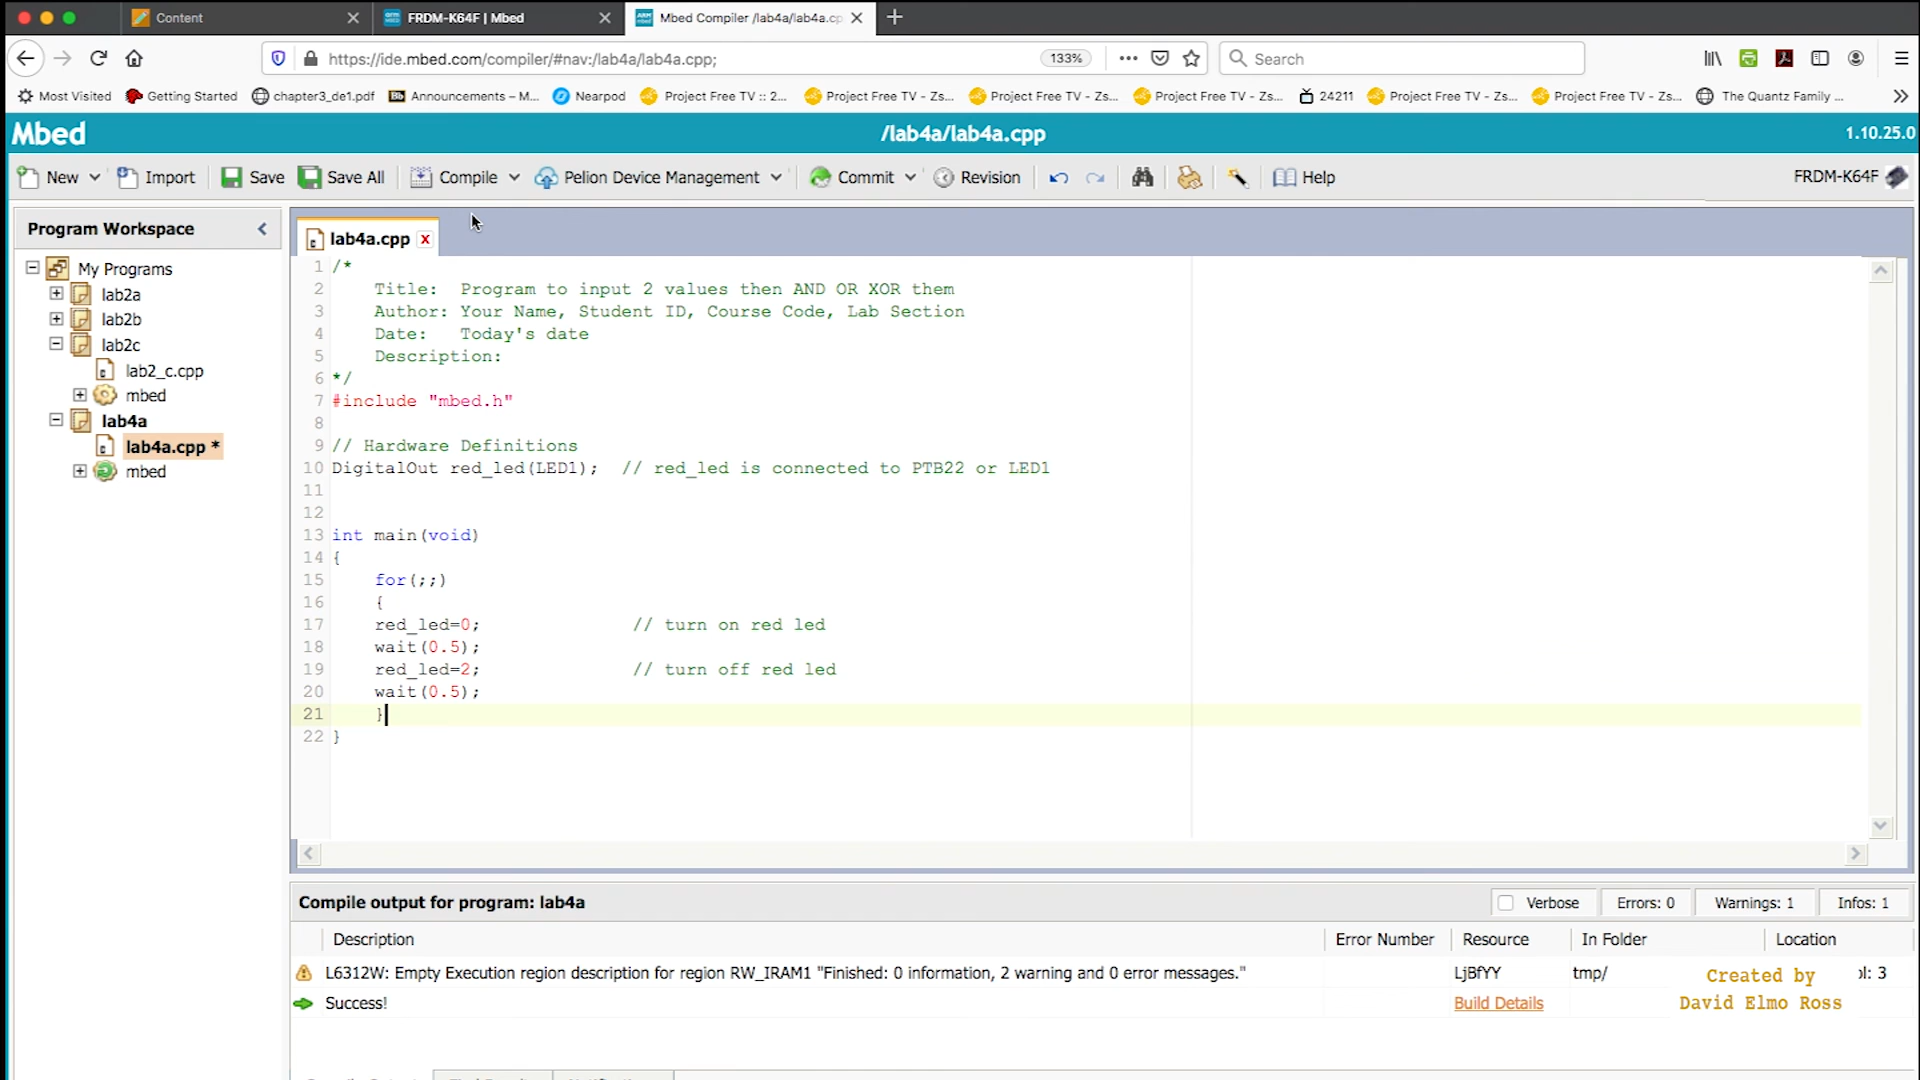 Content
FRDM-K64F | Mbed
Mbed Compiler /lab4a/lab4a.cp
https://ide.mbed.com/compiler/#nav:/lab4a/lab4a.cpp;
133%
Search
Most Visited
Getting Started
chapter3_de1.pdf
Announcements – M...
Nearpod
Project Free TV :: 2...
Project Free TV - Zs...
Project Free TV - Zs...
Project Free TV - Zs...
24211
Project Free TV - Zs...
Project Free TV - Zs...
The Quantz Family ...
Mbed
/lab4a/lab4a.cpp
1.10.25.0
New
Import
Save
Save All
Compile
Pelion Device Management
Commit
Revision
Help
FRDM-K64F
Program Workspace
My Programs
lab2a
lab2b
lab2c
lab2_c.cpp
mbed
lab4a
lab4a.cpp *
mbed
lab4a.cpp
1 /*
2 Title: Program to input 2 values then AND OR XOR them
3 Author: Your Name, Student ID, Course Code, Lab Section
4 Date: Today's date
5 Description:
6 */
7 #include "mbed.h"
8
9 // Hardware Definitions
10 DigitalOut red_led(LED1); // red_led is connected to PTB22 or LED1
11
12
13 int main(void)
14 {
15 for(;;)
16 {
17 red_led=0; // turn on red led
18 wait(0.5);
19 red_led=2; // turn off red led
20 wait(0.5);
21 }
22 }
Compile output for program: lab4a
Verbose
Errors: 0
Warnings: 1
Infos: 1
Description
Error Number
Resource
In Folder
Location
L6312W: Empty Execution region description for region RW_IRAM1 "Finished: 0 information, 2 warning and 0 error messages."
LjBfYY
tmp/
: 3
Success!
Build Details
Created by
David Elmo Ross